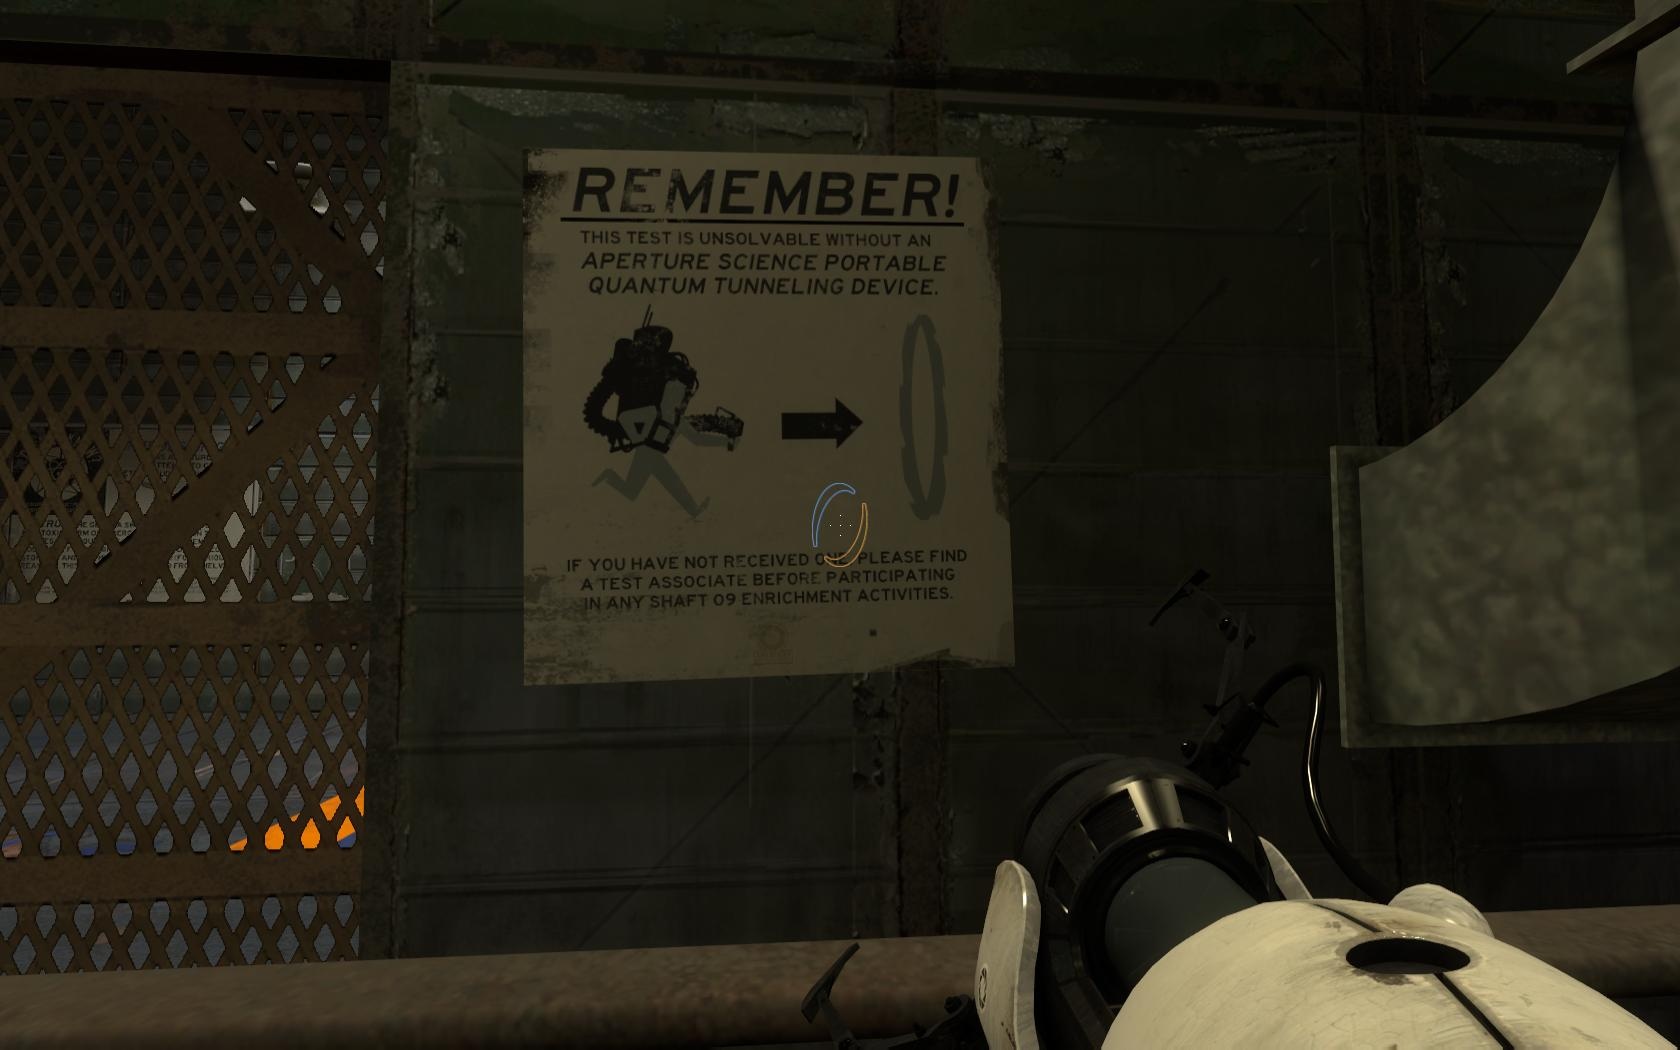 REMEMBER!
THIS TEST IS UNSOLVABLE WITHOUT AN
APERTURE SCIENCE PORTABLE
QUANTUM TUNNELING DEVICE.
IF YOU HAVE NOT RECEIVED ONE PLEASE FIND
A TEST ASSOCIATE BEFORE PARTICIPATING
IN ANY SHAFT 09 ENRICHMENT ACTIVITIES.